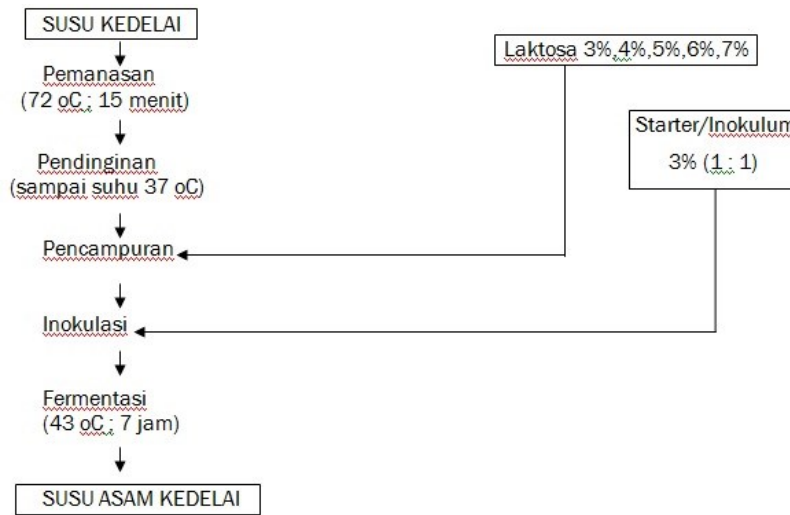 SUSU KEDELAI
Laktosa 3%,4%,5%,6%,7%
Pemanasan
(72 oC ; 15 menit)
Starter/Inokulum
3% (1 : 1)
Pendinginan
(sampai suhu 37 oC)
Pencampuran
Inokulasi
Fermentasi
(43 oC ; 7 jam)
SUSU ASAM KEDELAI